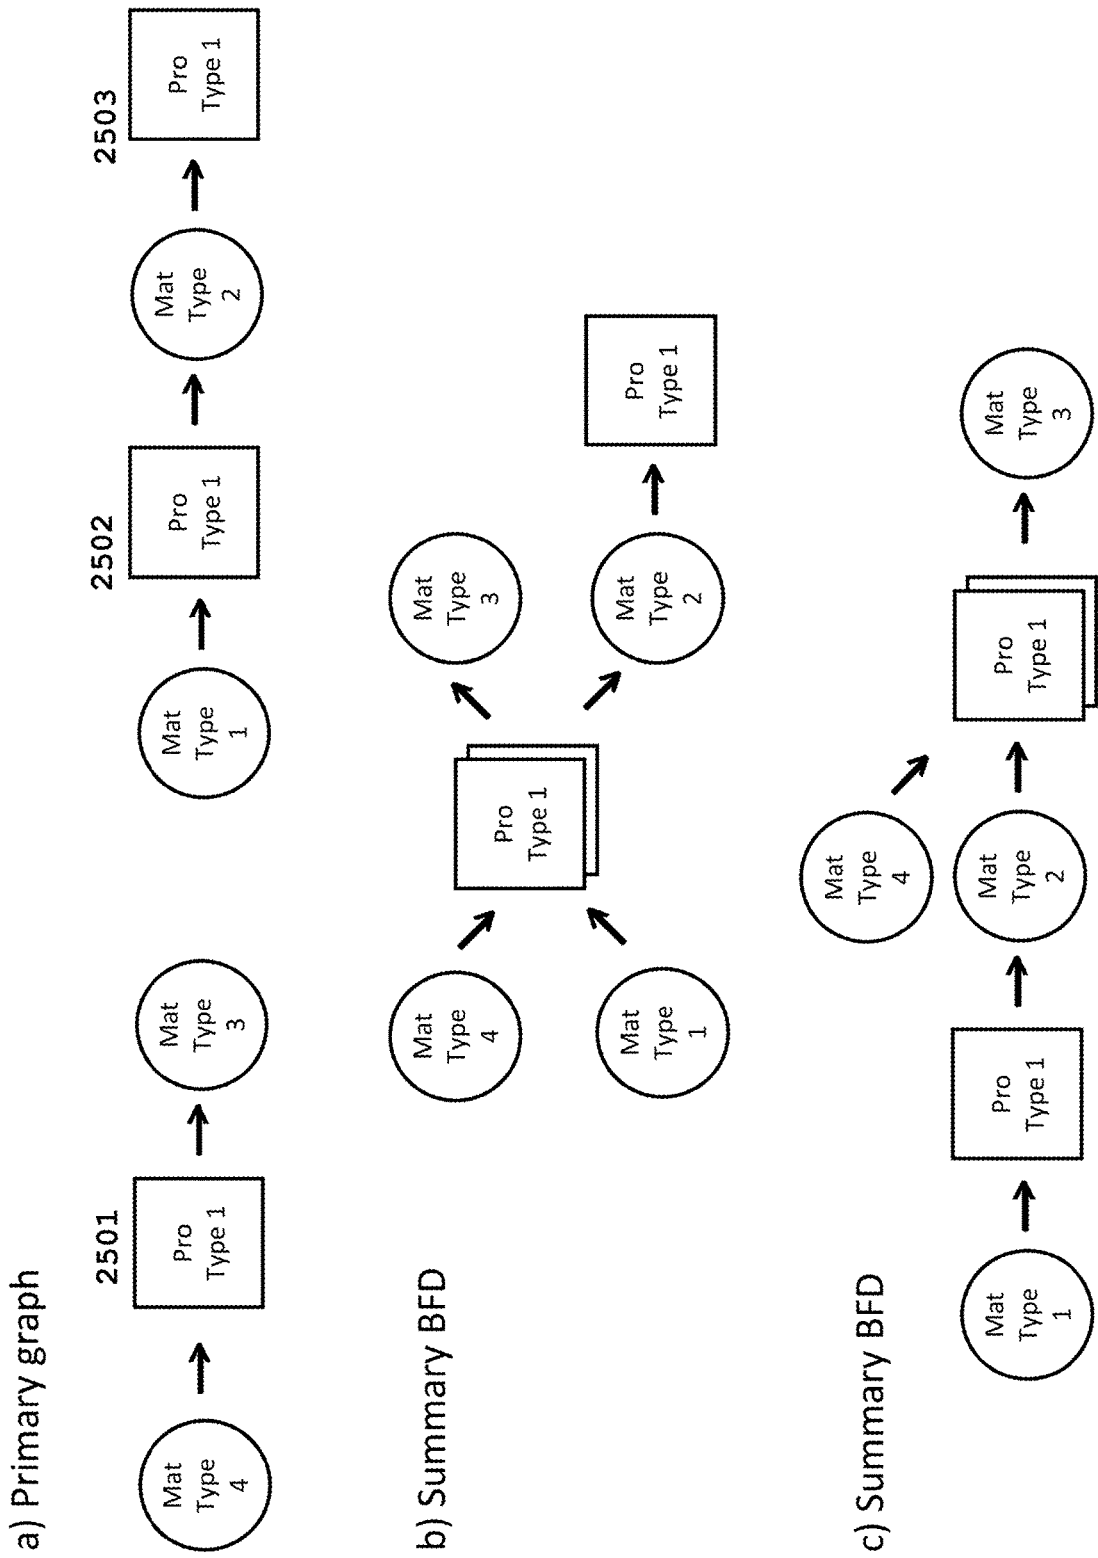 a) Primary graph
2501
2502
2503
Mat
Type
4
Pro
Type 1
Mat
Type
3
Mat
Type
1
Pro
Type 1
Mat
Type
2
Pro
Type 1
b) Summary BFD
Mat
Type
4
Mat
Type
1
Pro
Type 1
Mat
Type
3
Mat
Type
2
Pro
Type 1
c) Summary BFD
Mat
Type
1
Pro
Type 1
Mat
Type
4
Mat
Type
2
Pro
Type 1
Mat
Type
3